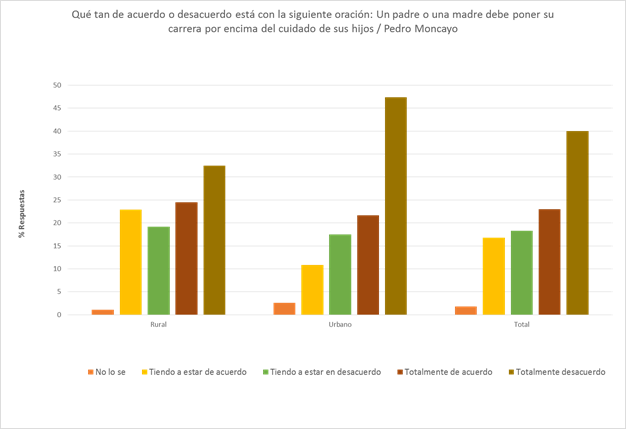 Qué tan de acuerdo o desacuerdo está con la siguiente oración: Un padre o una madre debe poner su
carrera por encima del cuidado de sus hijos / Pedro Moncayo
50
45
40
35
30
25
20
15
10
5
0
% Respuestas
Rural Urbano Total
No lo se Tiendo a estar de acuerdo Tiendo a estar en desacuerdo Totalmente de acuerdo Totalmente desacuerdo